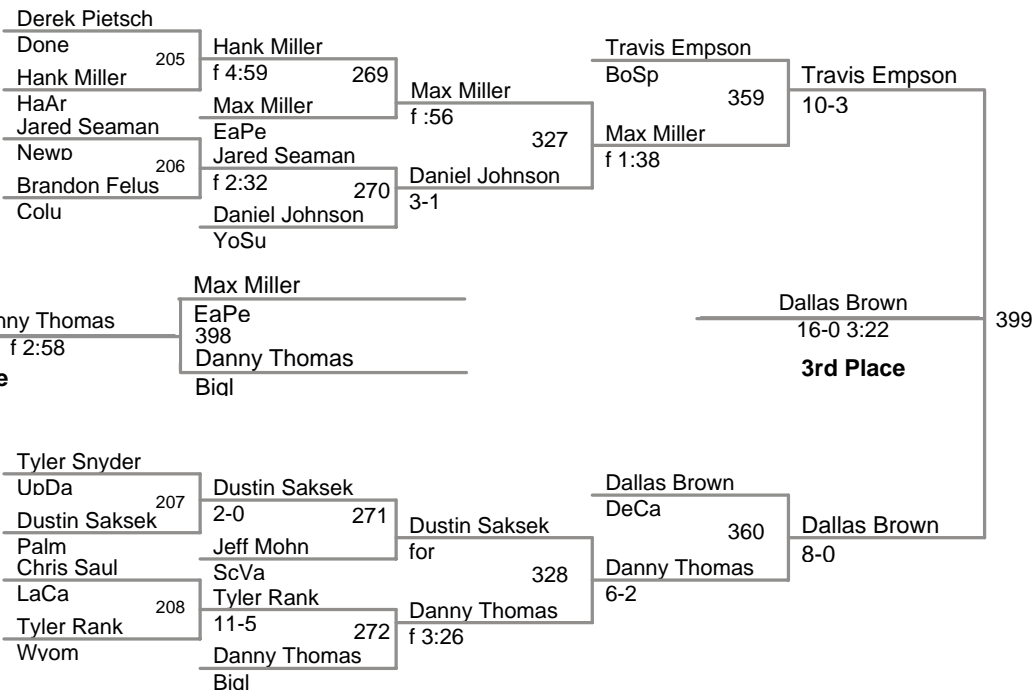 Derek Pietsch
Done
205
Hank Miller
HaAr
Jared Seaman
Newp
206
Brandon Felus
Colu
Hank Miller
f 4:59
269
Max Miller
EaPe
Jared Seaman
f 2:32
270
Daniel Johnson
YoSu
Max Miller
f :56
327
Daniel Johnson
3-1
Travis Empson
BoSp
359
Max Miller
f 1:38
Travis Empson
10-3
nny Thomas
f 2:58
e
Max Miller
EaPe
398
Danny Thomas
Bigl
Dallas Brown
16-0 3:22
3rd Place
399
Tyler Snyder
UpDa
207
Dustin Saksek
Palm
Chris Saul
LaCa
208
Tyler Rank
Wyom
Dustin Saksek
2-0
271
Jeff Mohn
ScVa
Tyler Rank
11-5
272
Danny Thomas
Bigl
Dustin Saksek
for
328
Danny Thomas
f 3:26
Dallas Brown
DeCa
360
Danny Thomas
6-2
Dallas Brown
8-0